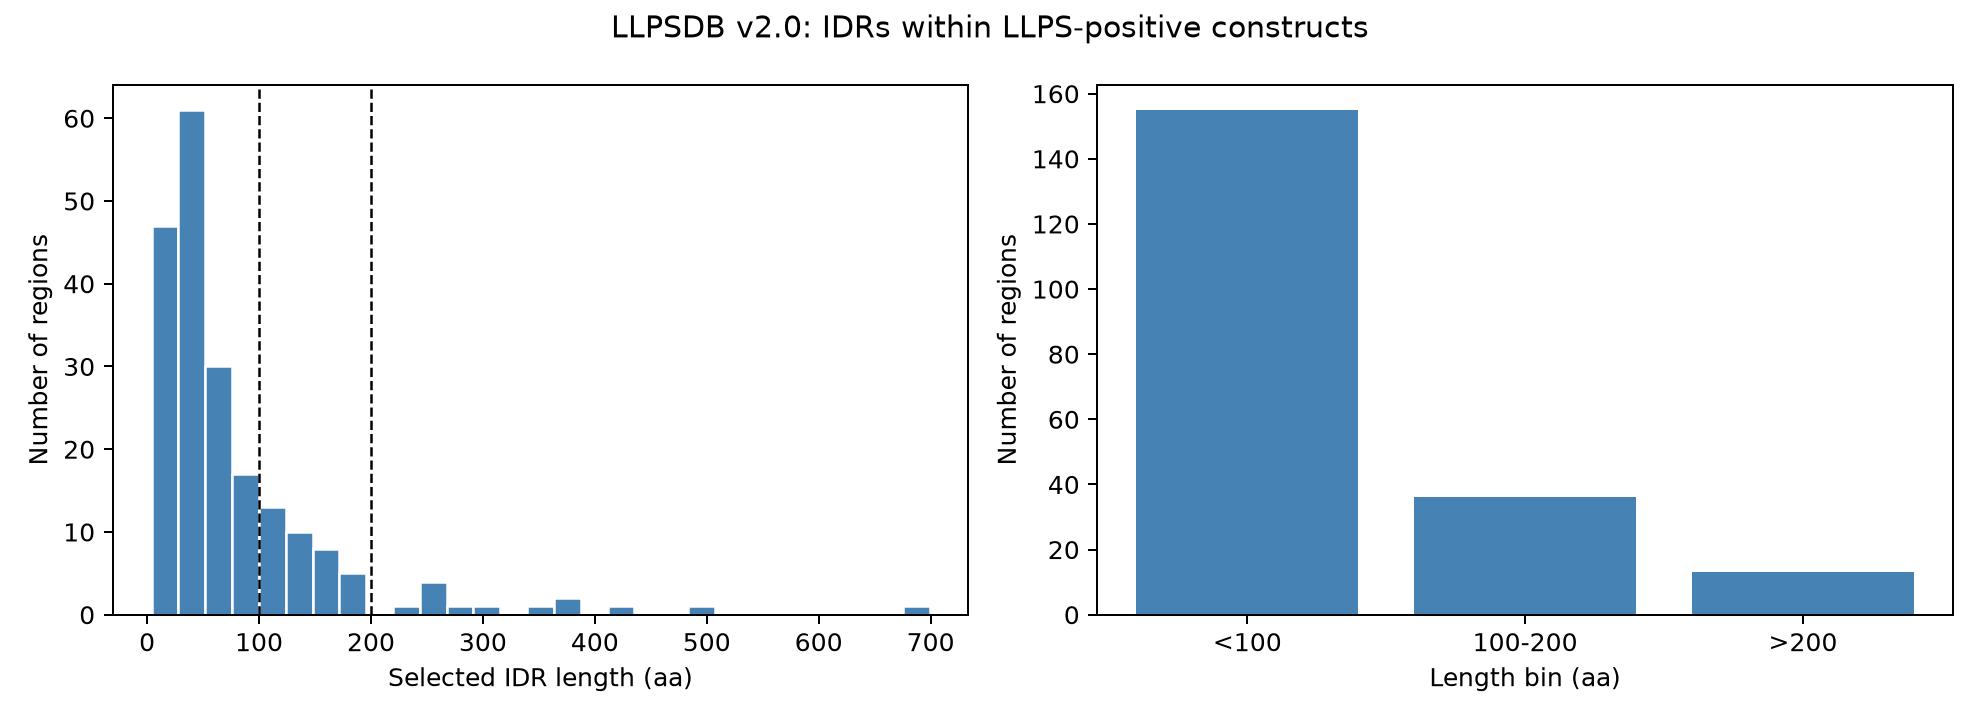 LLPSDB v2.0: IDRs within LLPS-positive constructs
Number of regions
60
50
40
30
20
10
0
0 100 200 300 400 500 600 700
Selected IDR length (aa)
Number of regions
160
140
120
100
80
60
40
20
0
<100 100-200 >200
Length bin (aa)